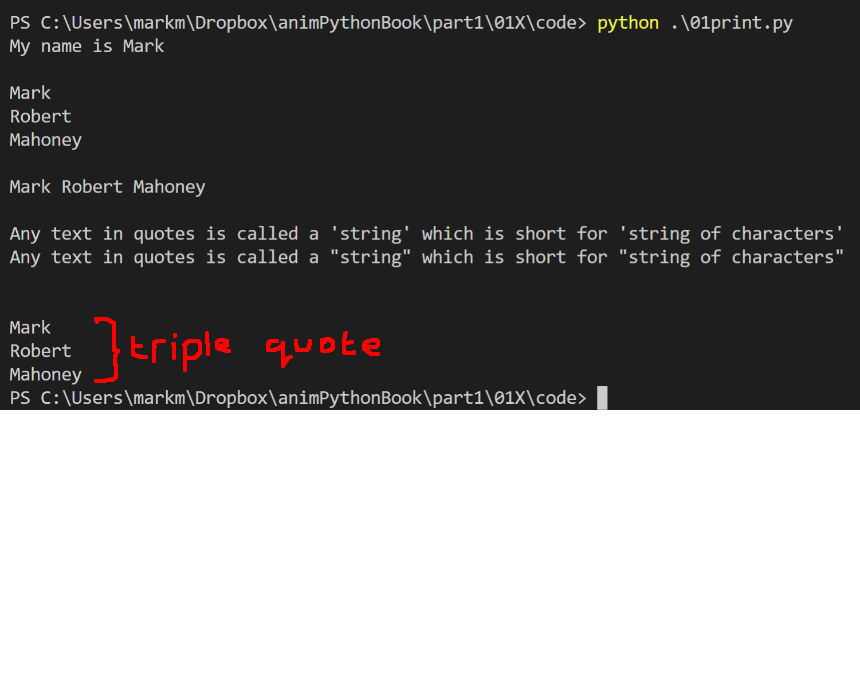 PS C:\Users\markm\Dropbox\animPythonBook\part1\01X\code> python .\01print.py
My name is Mark
Mark
Robert
Mahoney
Mark Robert Mahoney
Any text in quotes is called a 'string' which is short for 'string of characters'
Any text in quotes is called a "string" which is short for "string of characters"
Mark
Robert triple quote
Mahoney
PS C:\Users\markm\Dropbox\animPythonBook\part1\01X\code>